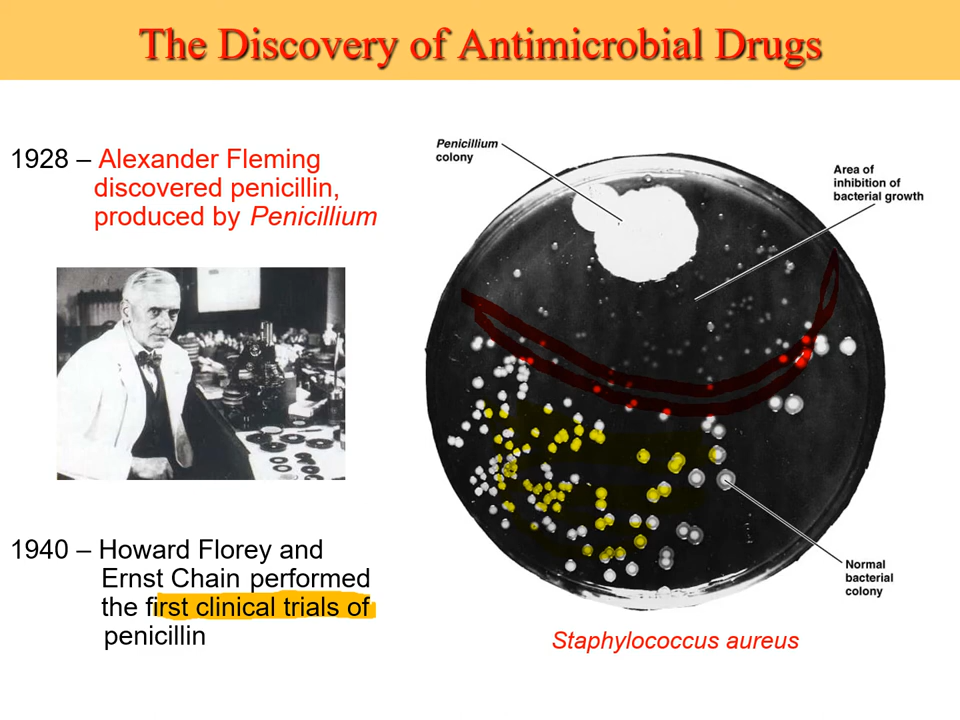 The Discovery of Antimicrobial Drugs
1928 – Alexander Fleming
discovered penicillin,
produced by Penicillium
1940 – Howard Florey and
Ernst Chain performed
the first clinical trials of
penicillin
Penicillium
colony
Area of
inhibition of
bacterial growth
Normal
bacterial
colony
Staphylococcus aureus